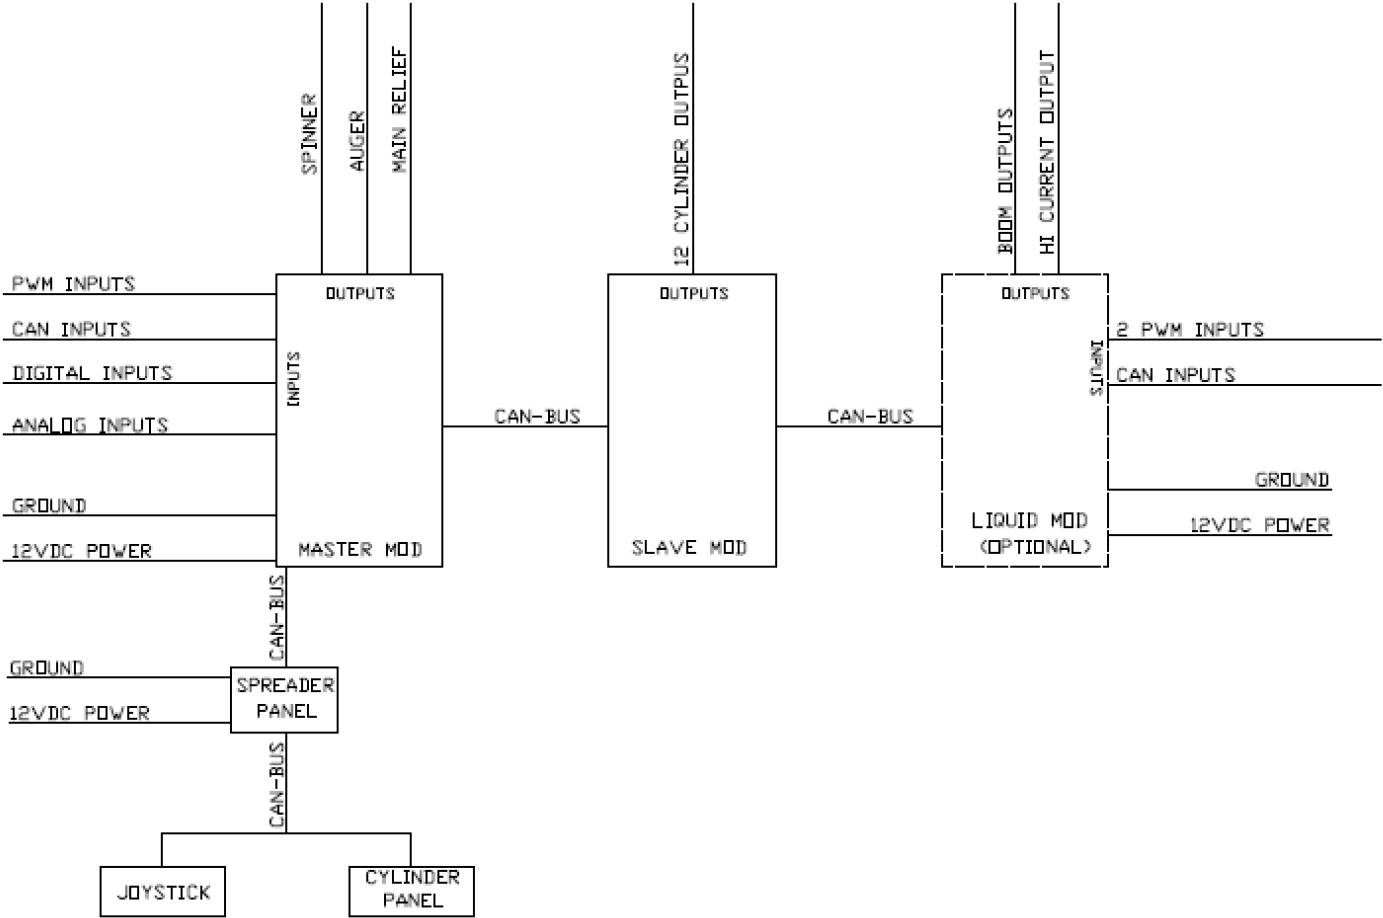 SPINNER
AUGER
MAIN RELIEF
12 CYLINDER OUTPUS
BOOM OUTPUTS
HI CURRENT OUTPUT
PWM INPUTS
CAN INPUTS
DIGITAL INPUTS
ANALOG INPUTS
GROUND
12VDC POWER
OUTPUTS
INPUTS
MASTER MOD
CAN-BUS
OUTPUTS
SLAVE MOD
CAN-BUS
OUTPUTS
INPUTS
LIQUID MOD
(OPTIONAL)
2 PWM INPUTS
CAN INPUTS
GROUND
12VDC POWER
CAN-BUS
GROUND
12VDC POWER
SPREADER
PANEL
CAN-BUS
JOYSTICK
CYLINDER
PANEL